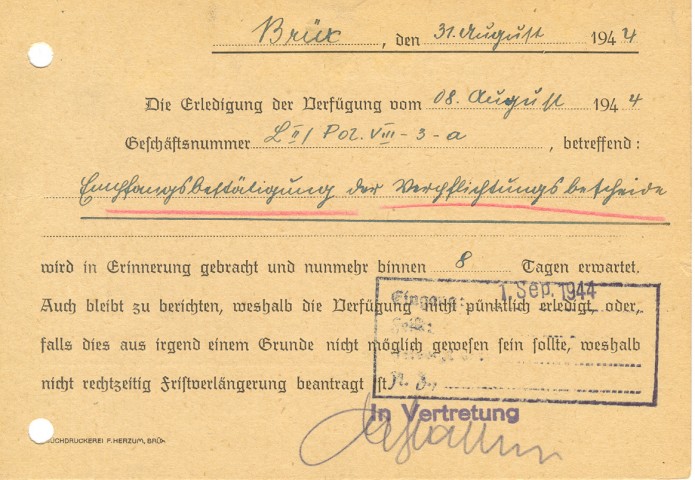 Brüx, den 31. August 1944
Die Erledigung der Verfügung vom 08. August 1944
Geschäftsnummer L II/ Pol. VIII - 3 - a, betreffend:
Empfangsbestätigung der Verpflichtungsbescheide
wird in Erinnerung gebracht und nunmehr binnen 8 Tagen erwartet.
Auch bleibt zu berichten, weshalb die Verfügung nicht pünklich erledigt oder,
falls dies aus irgend einem Grunde nicht möglich gewesen sein sollte, weshalb
nicht rechtzeitig Fristverlängerung beantragt ist.
Eingang: 1. Sep. 1944
In Vertretung
BUCHDRUCKEREI F. HERZUM, BRÜX